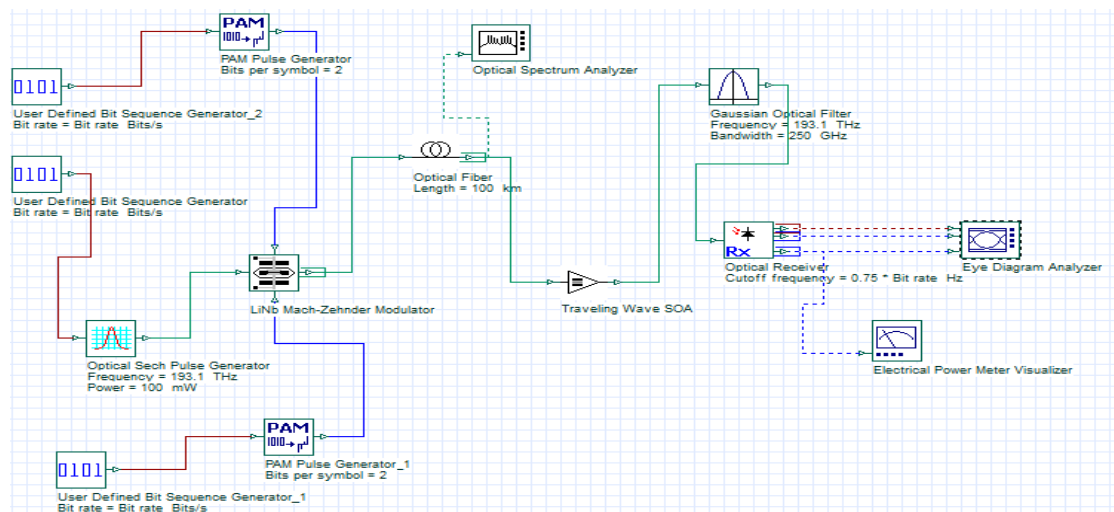 PAM
1010→
PAM Pulse Generator
Bits per symbol = 2
0101
User Defined Bit Sequence Generator_2
Bit rate = Bit rate  Bits/s
Optical Spectrum Analyzer
Gaussian Optical Filter
Frequency = 193.1  THz
Bandwidth = 250  GHz
0101
User Defined Bit Sequence Generator
Bit rate = Bit rate  Bits/s
Optical Fiber
Length = 100  km
Rx
Optical Receiver
Cutoff frequency = 0.75 * Bit rate  Hz
Eye Diagram Analyzer
LiNb Mach-Zehnder Modulator
Traveling Wave SOA
Optical Sech Pulse Generator
Frequency = 193.1  THz
Power = 100  mW
Electrical Power Meter Visualizer
PAM
1010→
PAM Pulse Generator_1
Bits per symbol = 2
0101
User Defined Bit Sequence Generator_1
Bit rate = Bit rate  Bits/s